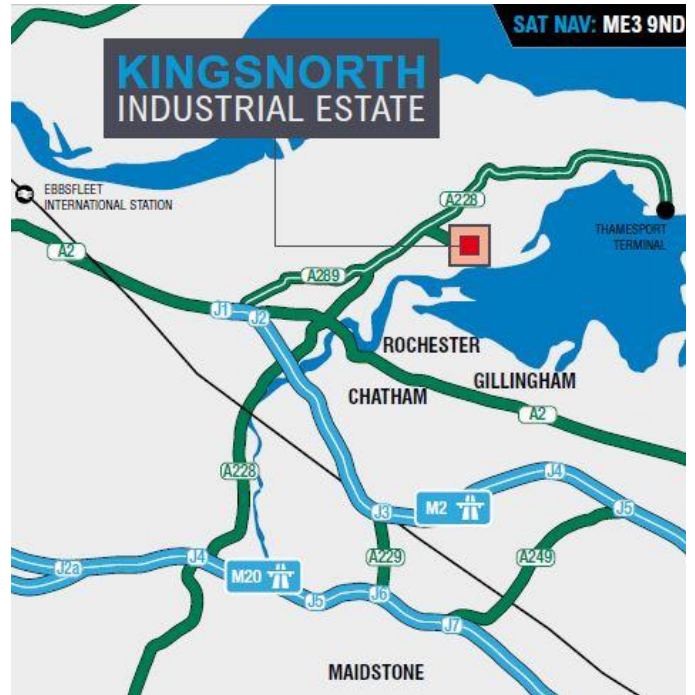 SAT NAV: ME3 9ND
KINGSNORTH
INDUSTRIAL ESTATE
EBBSFLEET
INTERNATIONAL STATION
A228
THAMESPORT
TERMINAL
A2
A289
J1
J2
ROCHESTER
GILLINGHAM
CHATHAM
A2
A228
J4
M2
J3
J5
J4
A229
A249
J2a
M20
J5
J6
J7
MAIDSTONE